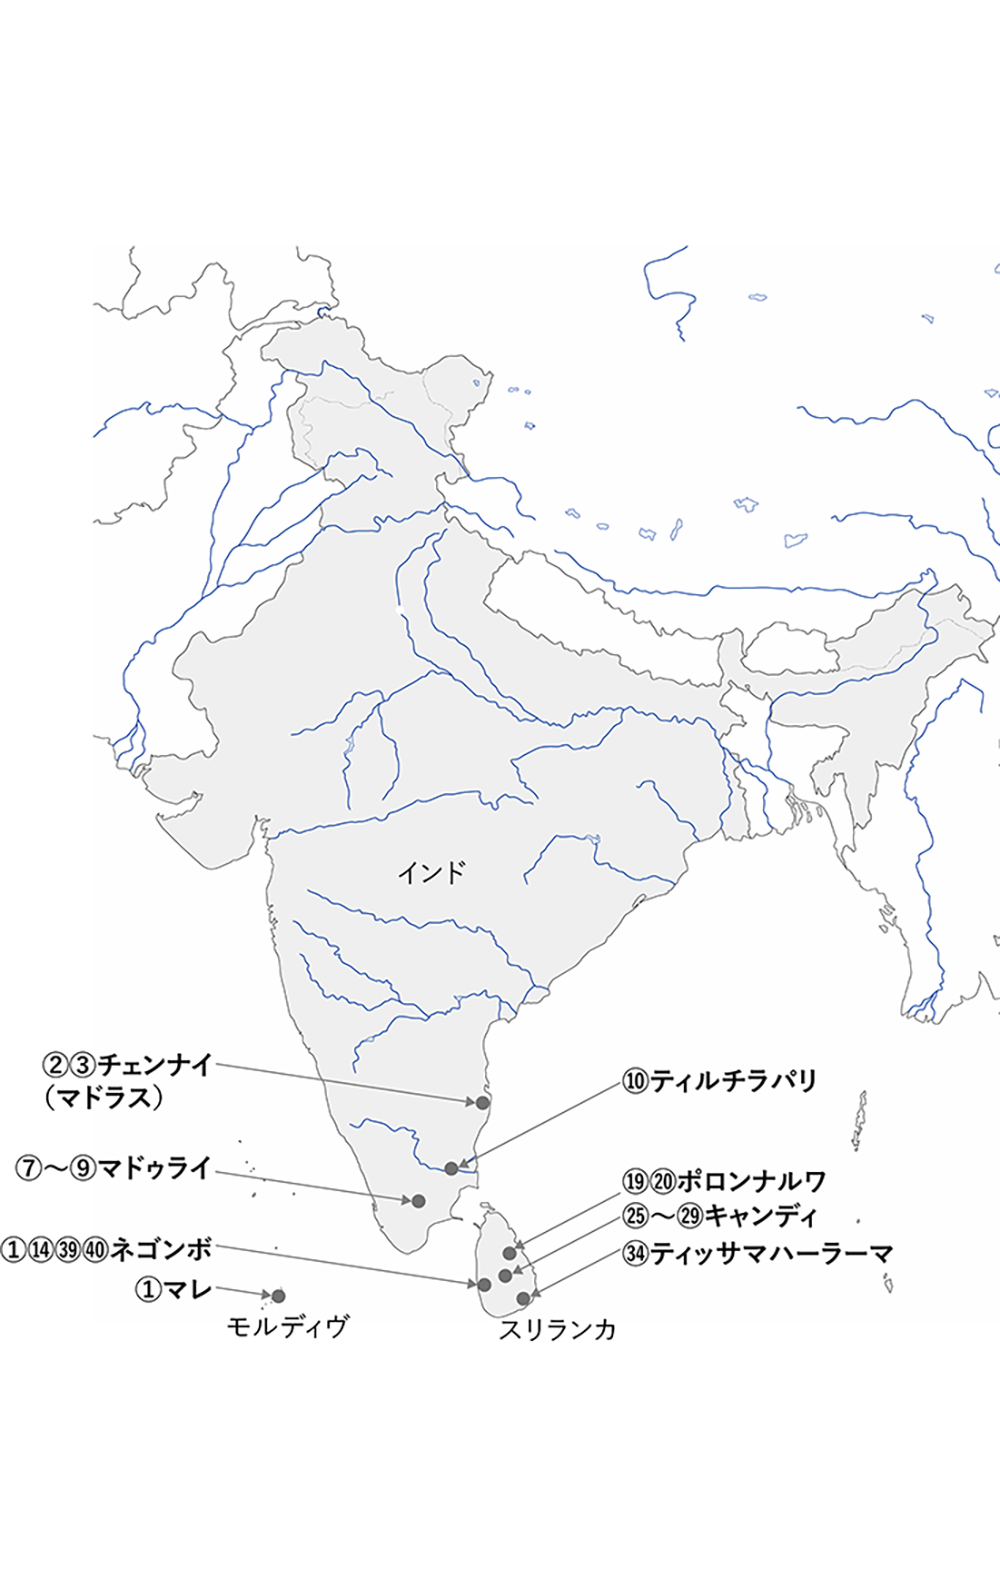 インド
②③チェンナイ
（マドラス）
⑩ティルチラパリ
⑦〜⑨マドゥライ
⑲⑳ポロンナルワ
㉕〜㉙キャンディ
①⑭㊴㊵ネゴンボ
㉞ティッサマハーラーマ
①マレ
モルディヴ
スリランカ